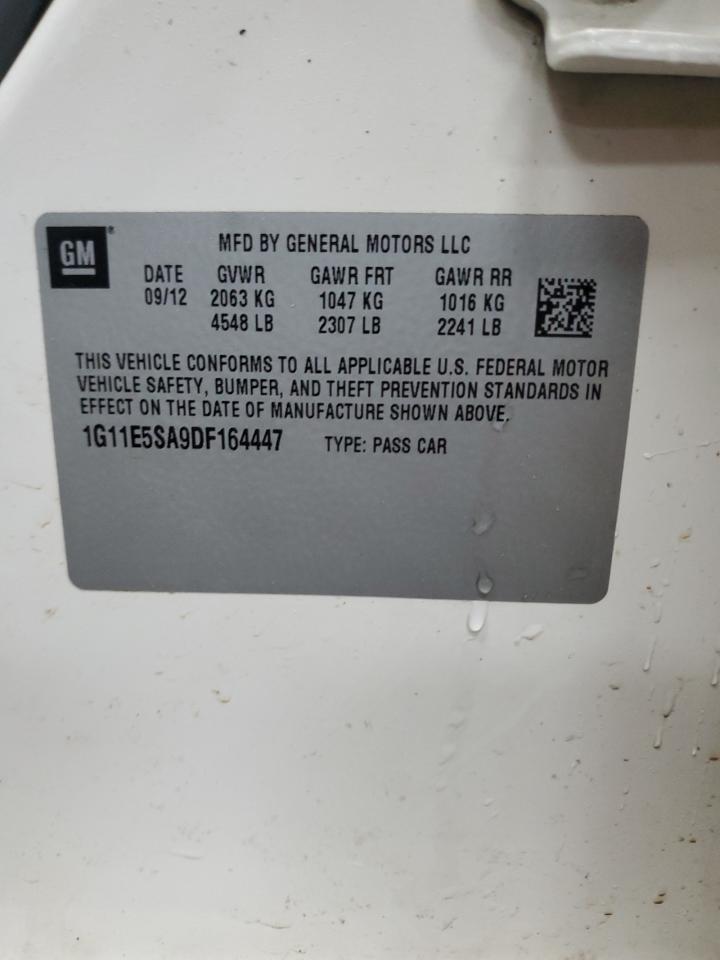 GM®
MFD BY GENERAL MOTORS LLC
DATE GVWR GAWR FRT GAWR RR
09/12 2063 KG 1047 KG 1016 KG
4548 LB 2307 LB 2241 LB
THIS VEHICLE CONFORMS TO ALL APPLICABLE U.S. FEDERAL MOTOR
VEHICLE SAFETY, BUMPER, AND THEFT PREVENTION STANDARDS IN
EFFECT ON THE DATE OF MANUFACTURE SHOWN ABOVE.
1G11E5SA9DF164447 TYPE: PASS CAR